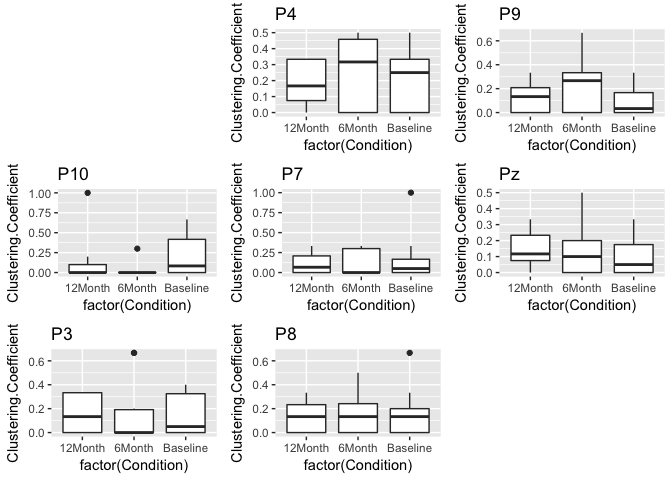 P4
Clustering.Coefficient
0.5
0.4
0.3
0.2
0.1
0.0
12Month 6Month Baseline
factor(Condition)
P9
Clustering.Coefficient
0.6
0.4
0.2
0.0
12Month 6Month Baseline
factor(Condition)
P10
Clustering.Coefficient
1.00
0.75
0.50
0.25
0.00
12Month 6Month Baseline
factor(Condition)
P7
Clustering.Coefficient
1.00
0.75
0.50
0.25
0.00
12Month 6Month Baseline
factor(Condition)
Pz
Clustering.Coefficient
0.5
0.4
0.3
0.2
0.1
0.0
12Month 6Month Baseline
factor(Condition)
P3
Clustering.Coefficient
0.6
0.4
0.2
0.0
12Month 6Month Baseline
factor(Condition)
P8
Clustering.Coefficient
0.6
0.4
0.2
0.0
12Month 6Month Baseline
factor(Condition)